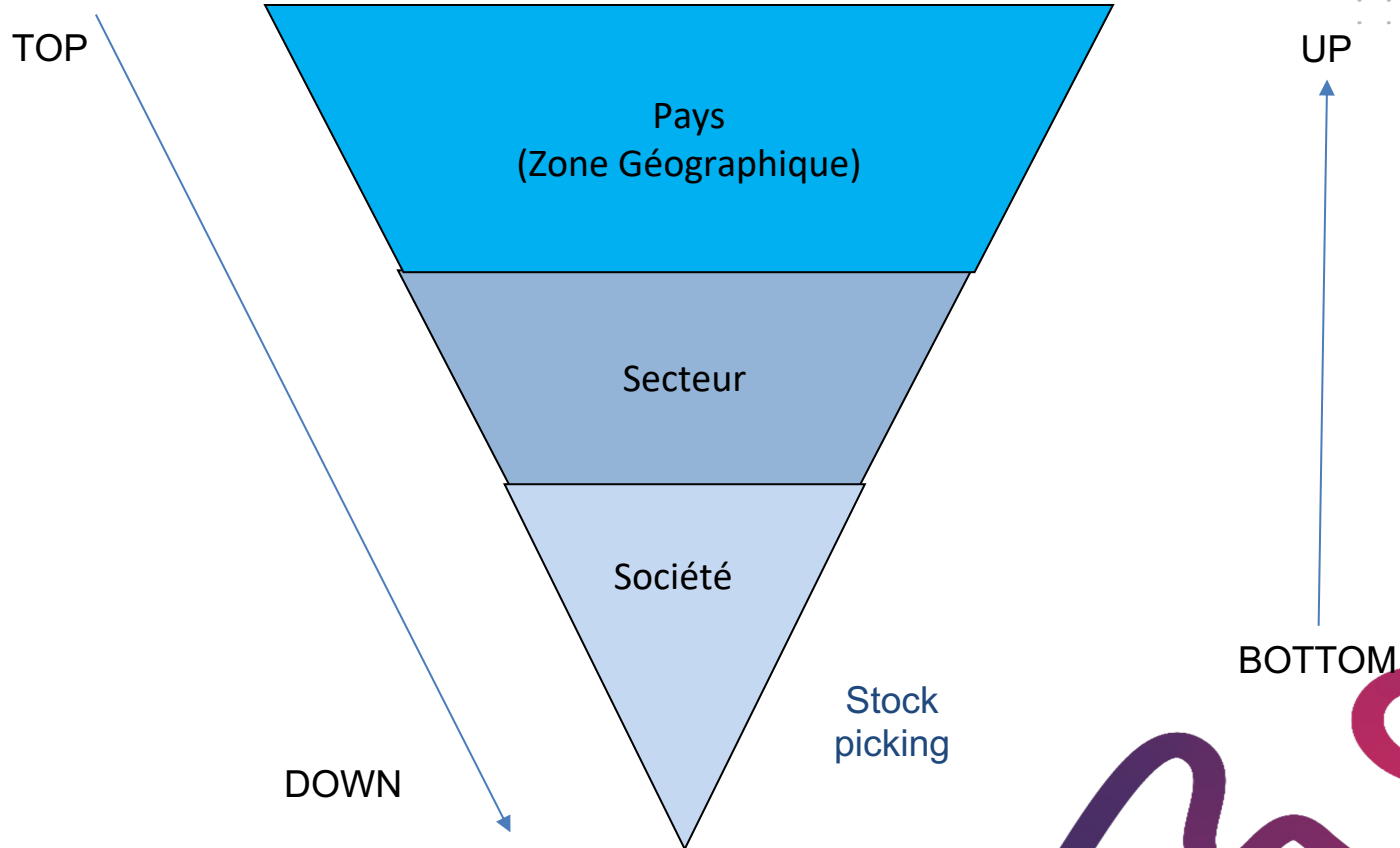 TOP
UP
Pays
(Zone Géographique)
Secteur
Société
BOTTOM
Stock
picking
DOWN